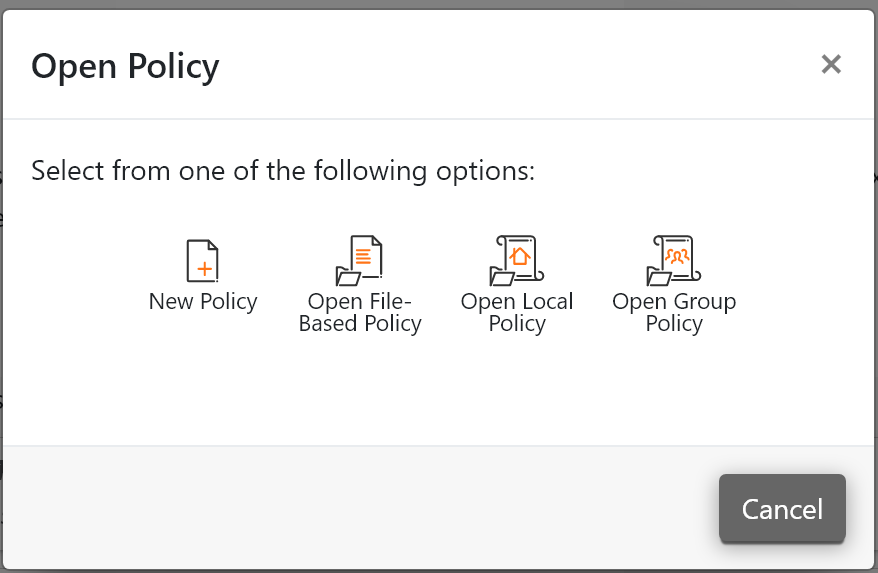 Open Policy
Select from one of the following options:
New Policy
Open File-
Based Policy
Open Local
Policy
Open Group
Policy
Cancel